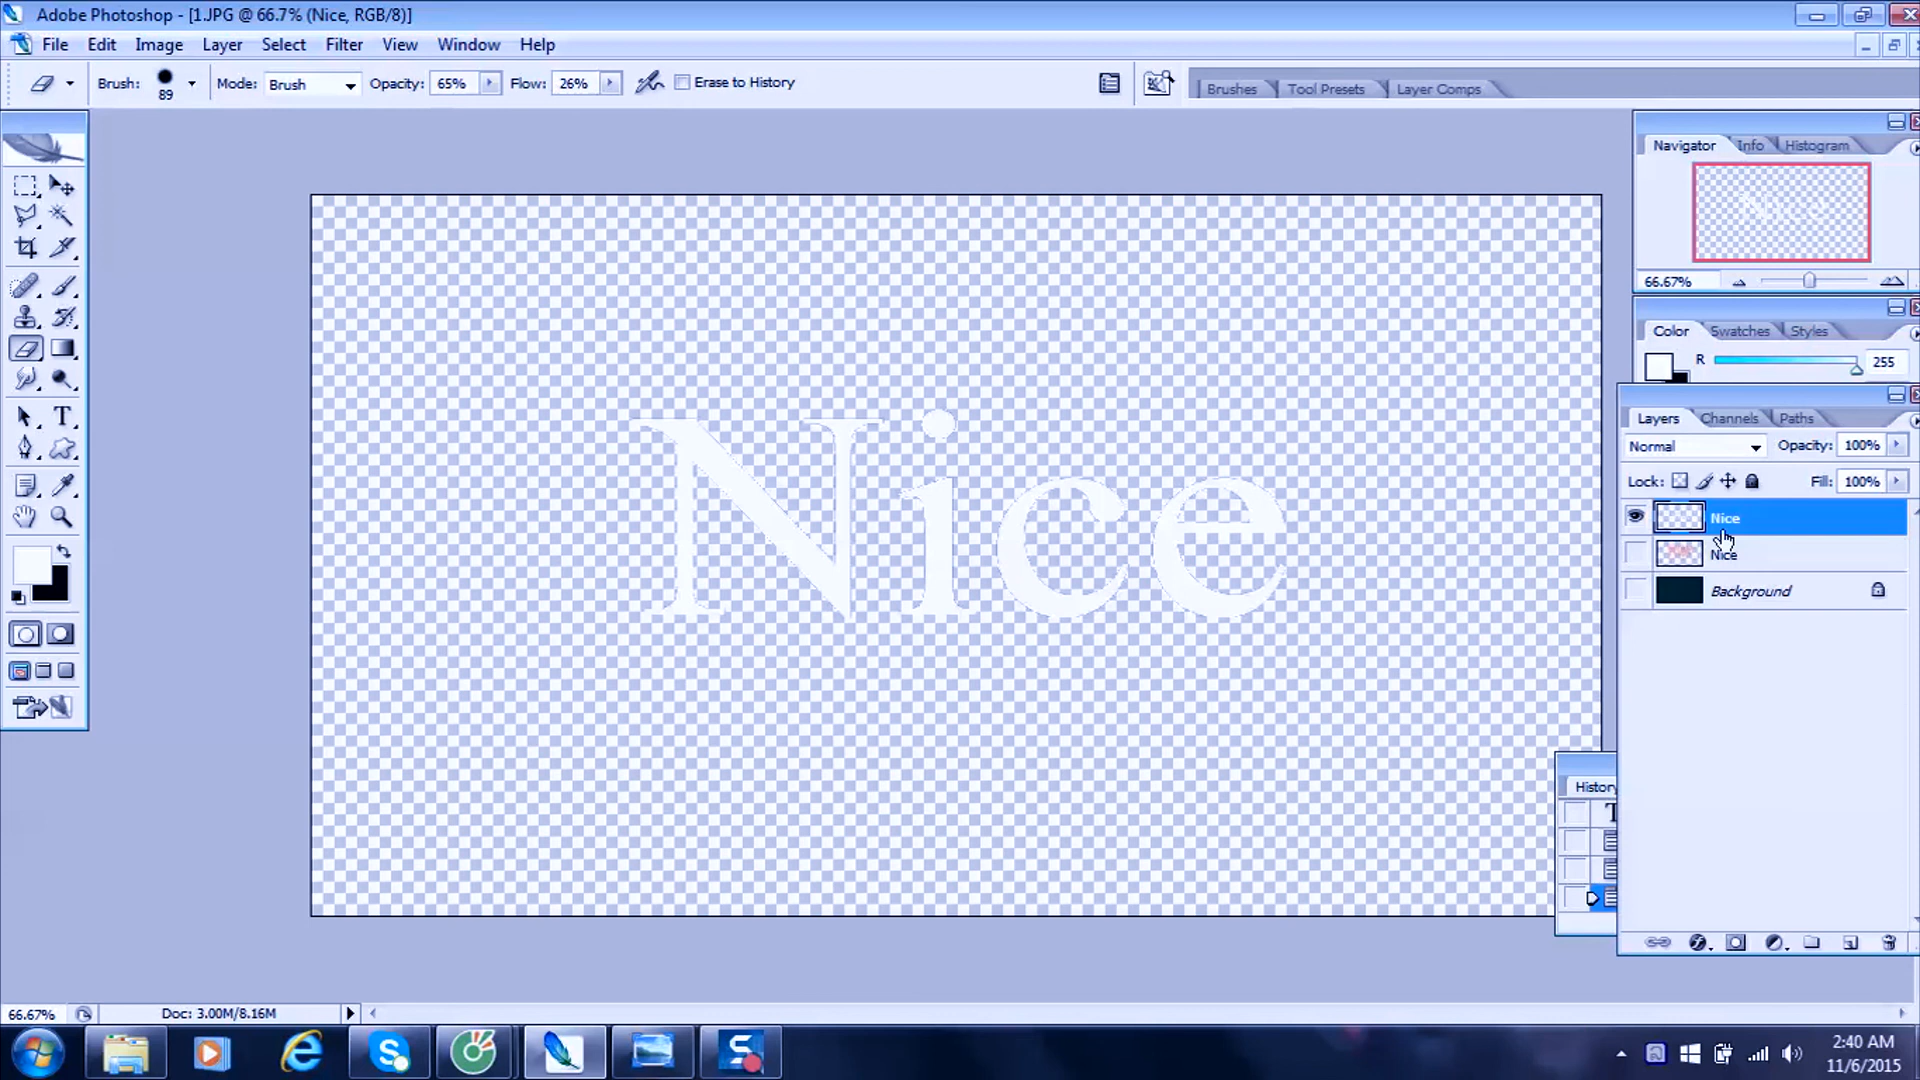 Adobe Photoshop - [1.JPG @ 66.7% (Nice, RGB/8)]
File Edit Image Layer Select Filter View Window Help
Brush: 89 Mode: Brush Opacity: 65% Flow: 26% Erase to History
Brushes Tool Presets Layer Comps
Navigator Info Histogram
66.67%
Color Swatches Styles
R 255
Layers Channels Paths
Normal Opacity: 100%
Lock: Fill: 100%
Nice
Nice
Background
Nice
History
66.67% Doc: 3.00M/8.16M
2:40 AM
11/6/2015